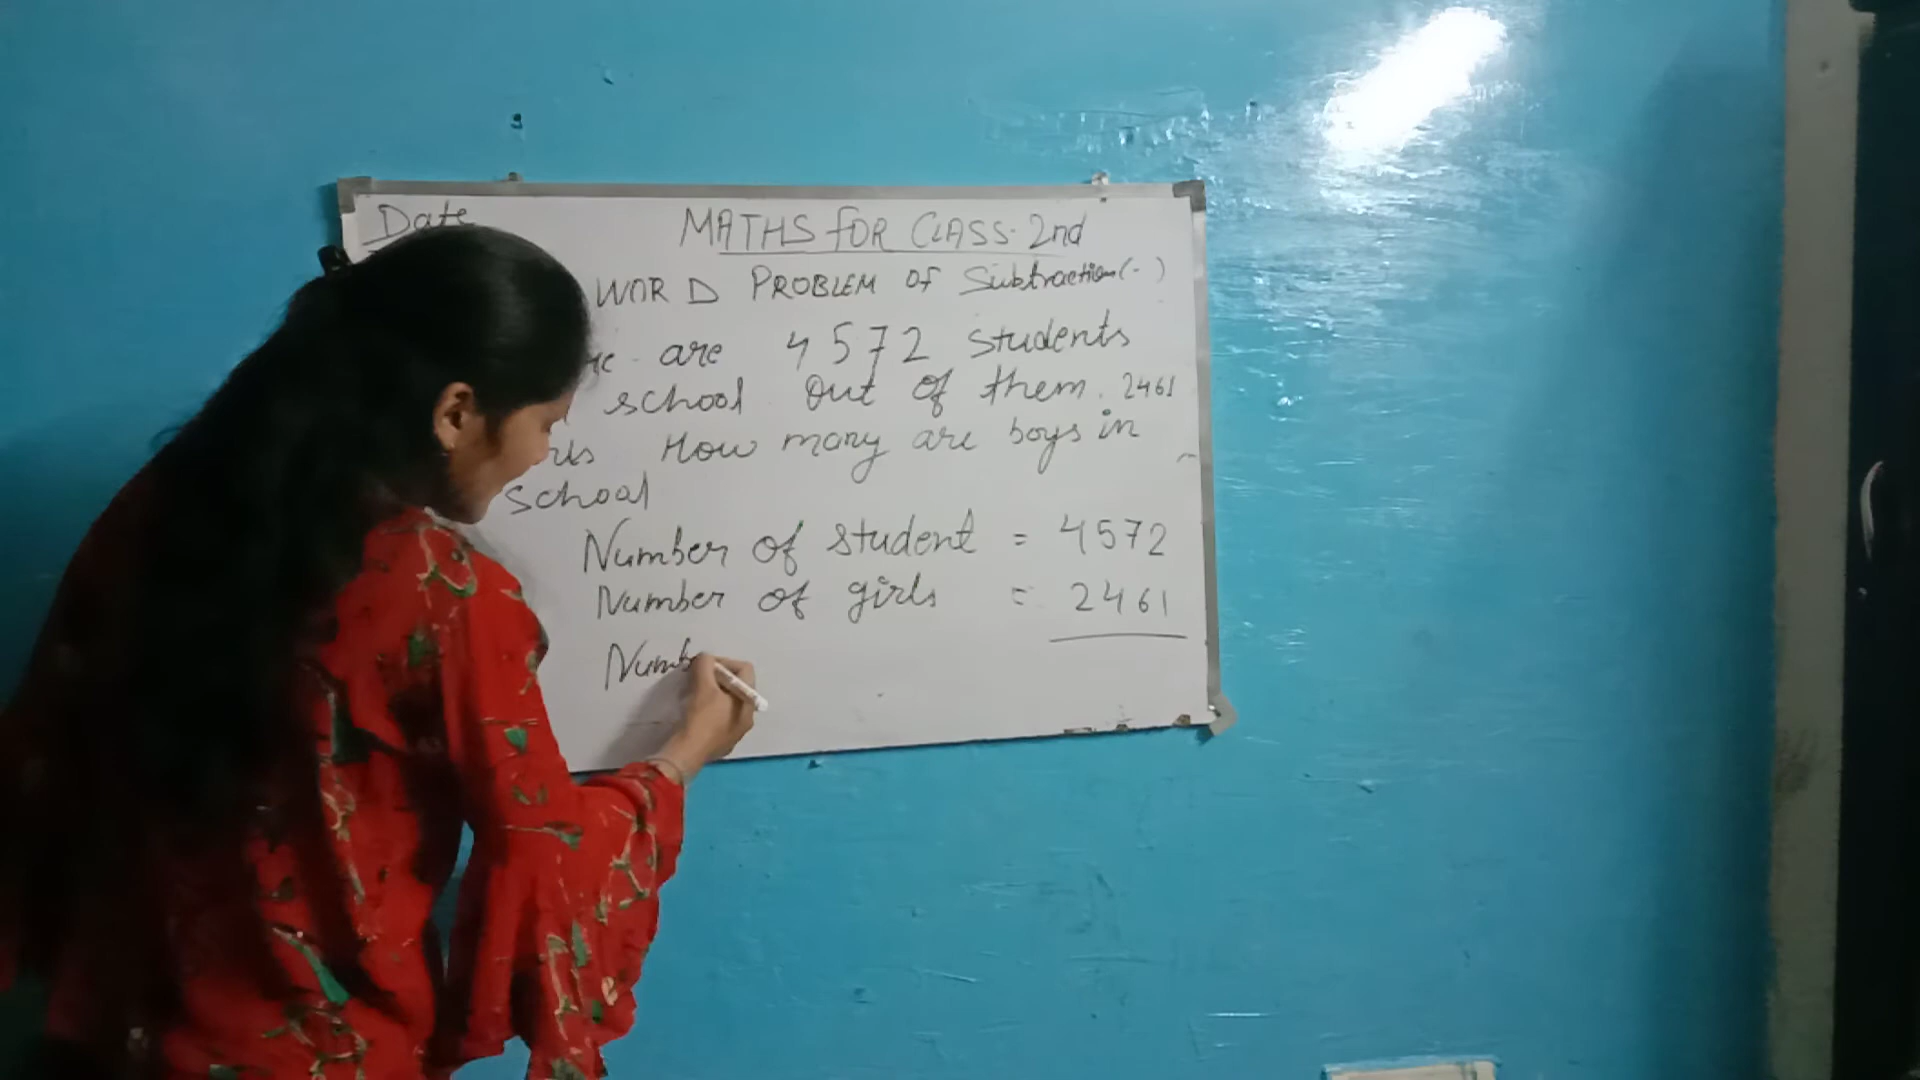 Date
MATHS FOR CLASS-2nd
WORD PROBLEM OF Subtraction (-)
are 4572 students
school Out of them. 2461
How many are boys in
school
Number of student = 4572
Number of girls = 2461
Numbe